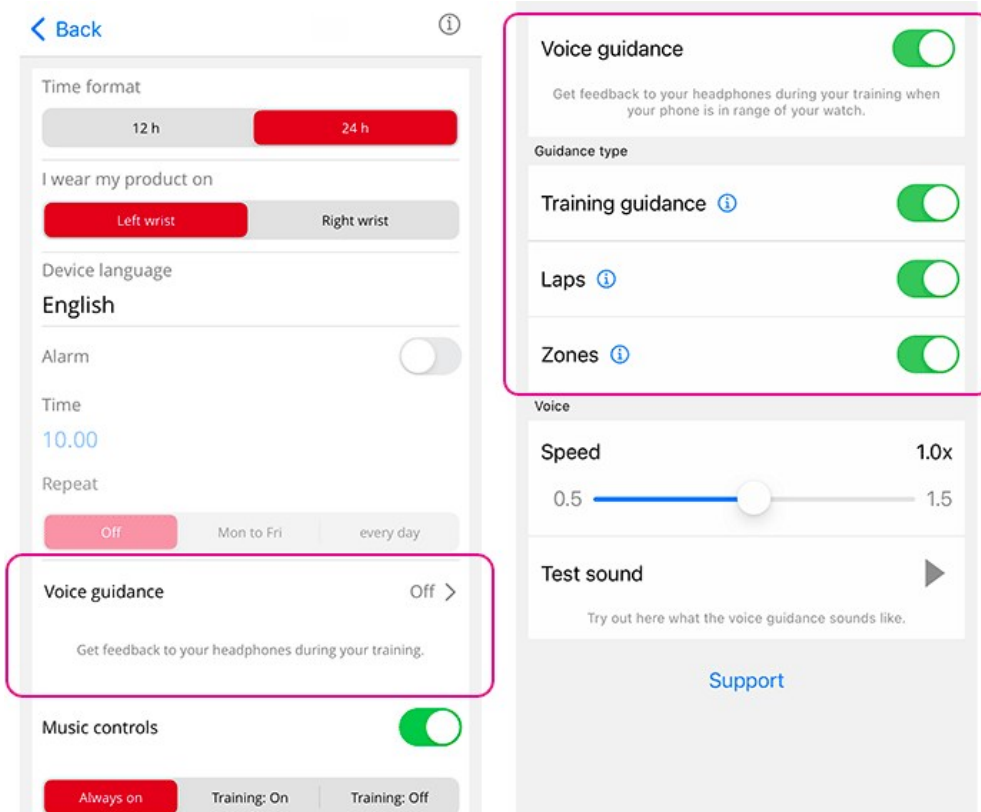 Back
Time format
12 h 24 h
I wear my product on
Left wrist Right wrist
Device language
English
Alarm
Time
10.00
Repeat
Off Mon to Fri every day
Voice guidance Off
Get feedback to your headphones during your training.
Music controls
Always on Training: On Training: Off
Voice guidance
Get feedback to your headphones during your training when
your phone is in range of your watch.
Guidance type
Training guidance
Laps
Zones
Voice
Speed 1.0x
0.5 1.5
Test sound
Try out here what the voice guidance sounds like.
Support